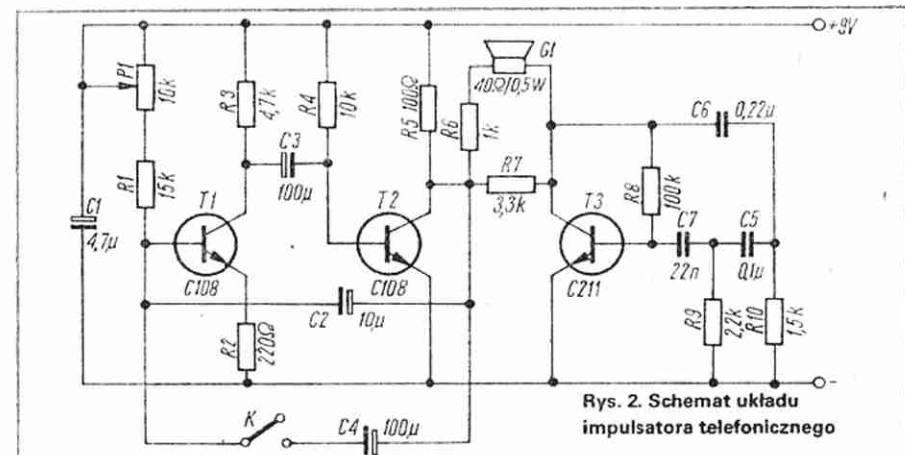 +9V
P1
10k
R3
4,7k
R4
10k
R5 100Ω
R6
1k
Gł
40Ω/0,5W
C6 0,22µ
C3
100µ
R1
15k
R7
3,3k
R8
100k
C1
4,7µ
T1
T2
T3
C7
22n
C5
0,1µ
C108
C108
C211
C2
10µ
R2
220Ω
R9
2,2k
R10
1,5k
-
K
C4
100µ
Rys. 2. Schemat układu
impulsatora telefonicznego